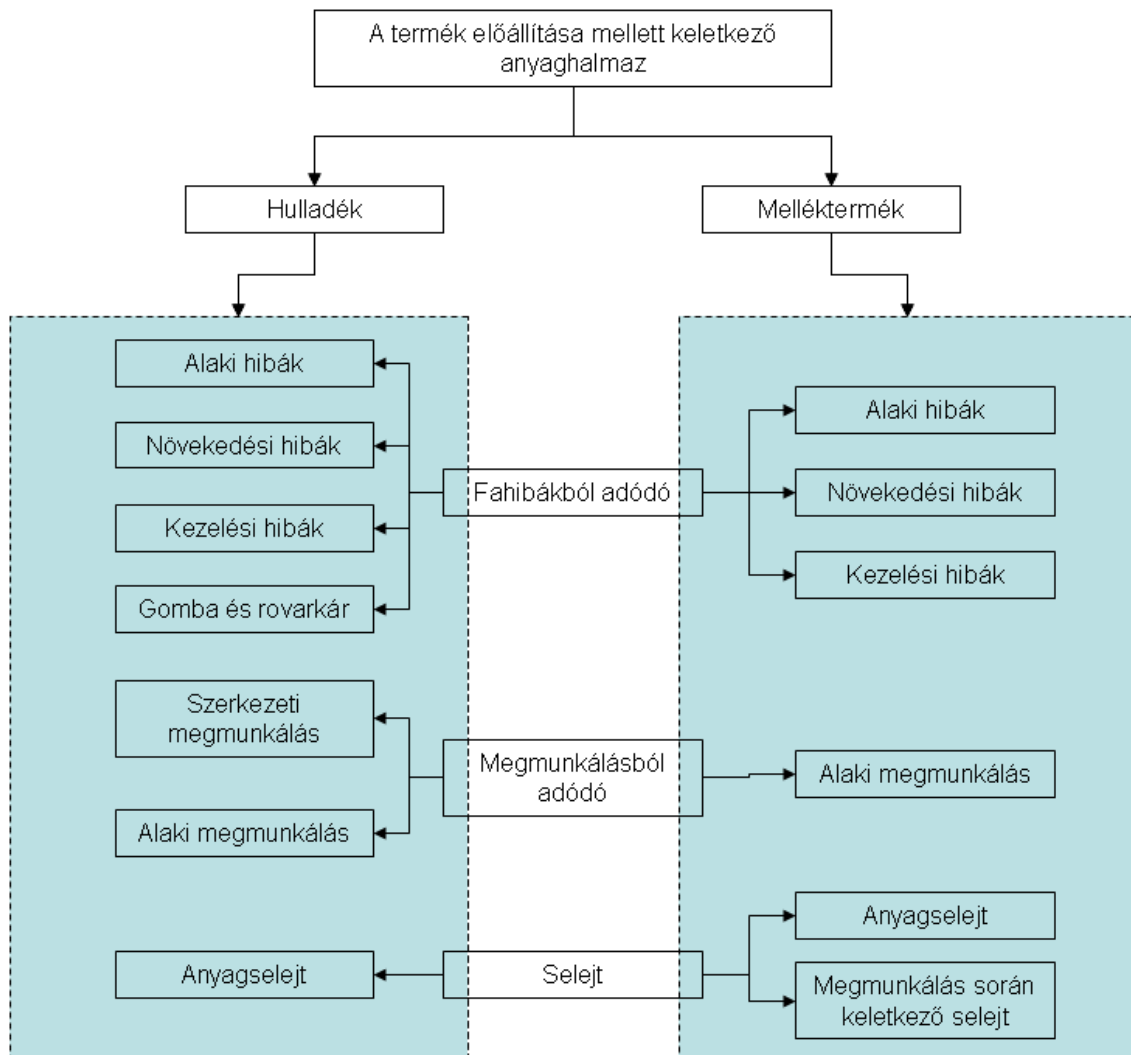 A termék előállítása mellett keletkező
anyaghalmaz
Hulladék
Melléktermék
Alaki hibák
Növekedési hibák
Kezelési hibák
Gomba és rovarkár
Fahibákból adódó
Alaki hibák
Növekedési hibák
Kezelési hibák
Szerkezeti
megmunkálás
Alaki megmunkálás
Megmunkálásból
adódó
Alaki megmunkálás
Anyagselejt
Selejt
Anyagselejt
Megmunkálás során
keletkező selejt